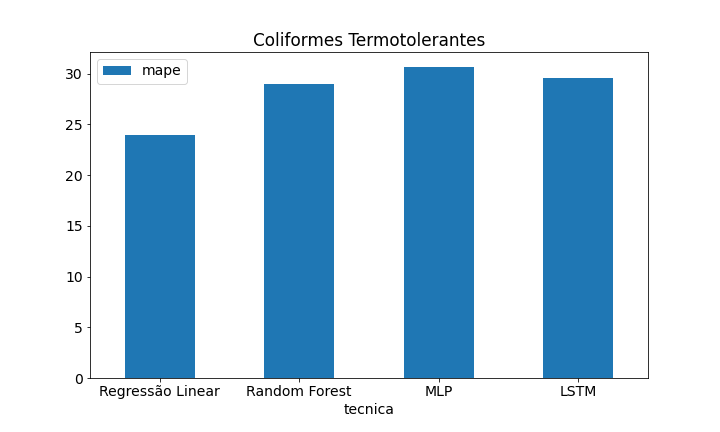 Coliformes Termotolerantes
mape
30
25
20
15
10
5
0
Regressão Linear Random Forest MLP LSTM
tecnica